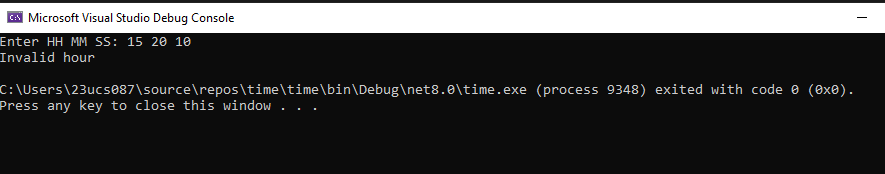 Microsoft Visual Studio Debug Console
Enter HH MM SS: 15 20 10
Invalid hour
C:\Users\23ucs087\source\repos\time\time\bin\Debug\net8.0\time.exe (process 9348) exited with code 0 (0x0).
Press any key to close this window . . .